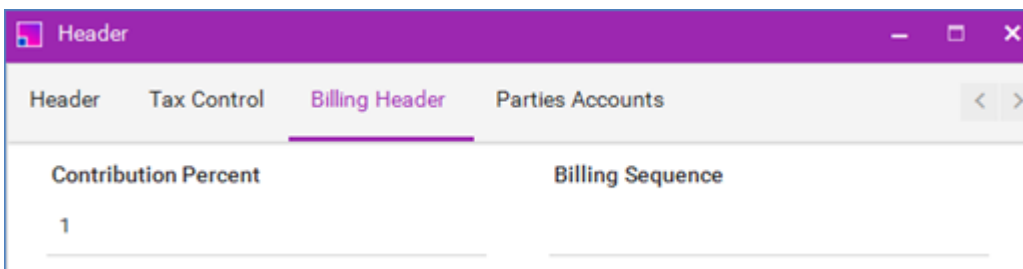 Header
Header Tax Control Billing Header Parties Accounts
Contribution Percent Billing Sequence
1